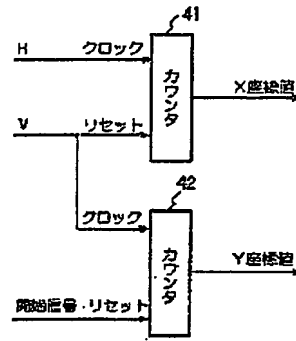 41
H
クロック
カウンタ
X座標値
V
リセット
42
クロック
カウンタ
Y座標値
開始信号・リセット